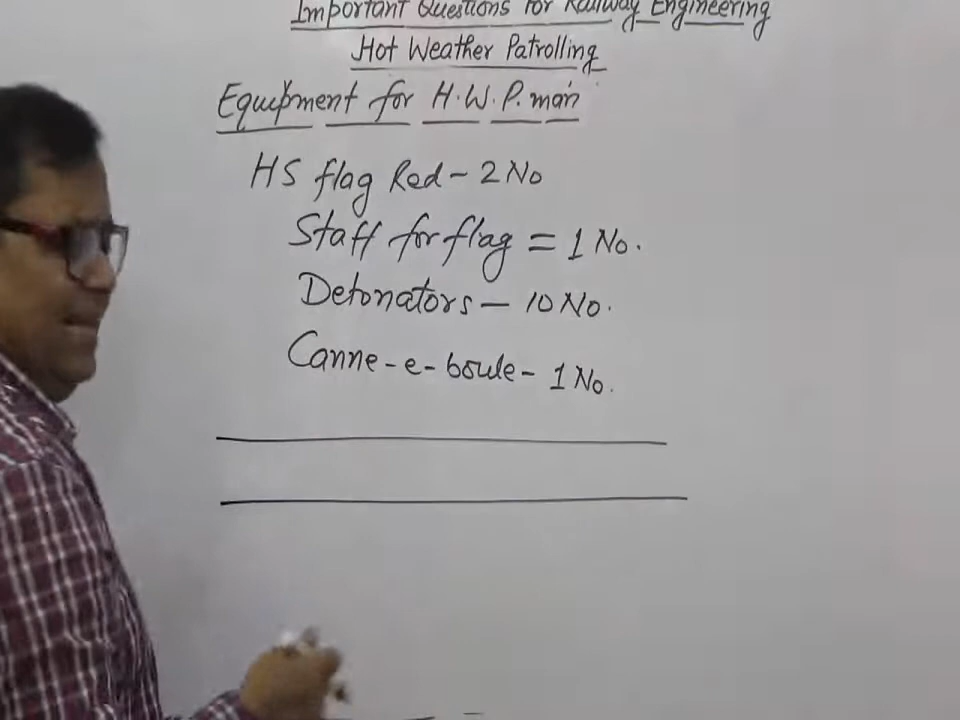 Important Questions for Railway Engineering
Hot Weather Patrolling
Equipment for H.W.P. man
HS flag Red - 2 No
Staff for flag = 1 No.
Detonators - 10 No.
Canne-e-boule - 1 No.